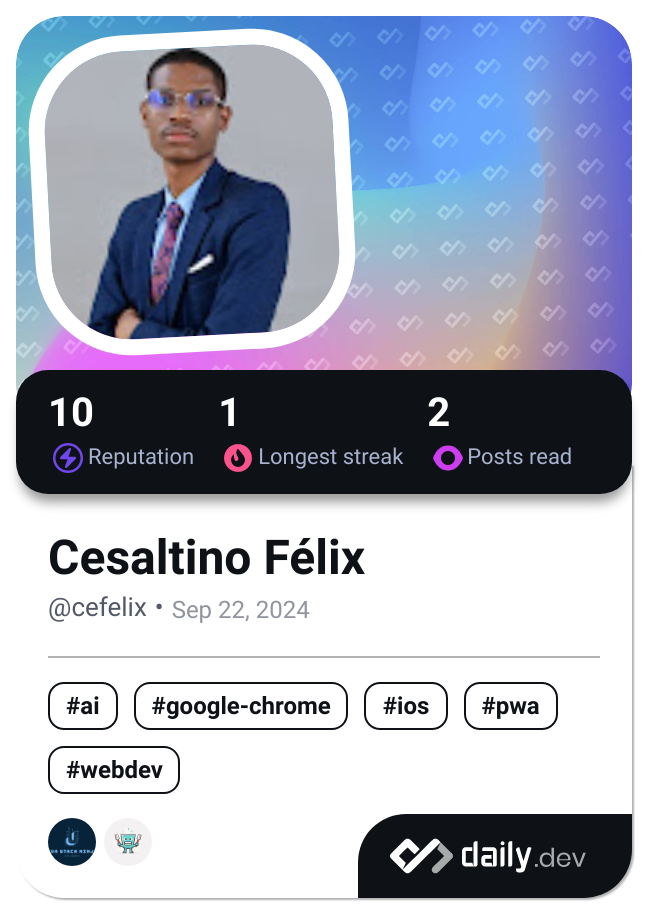 10 1 2
Reputation Longest streak Posts read
Cesaltino Félix
@cefelix • Sep 22, 2024
#ai #google-chrome #ios #pwa
#webdev
daily.dev